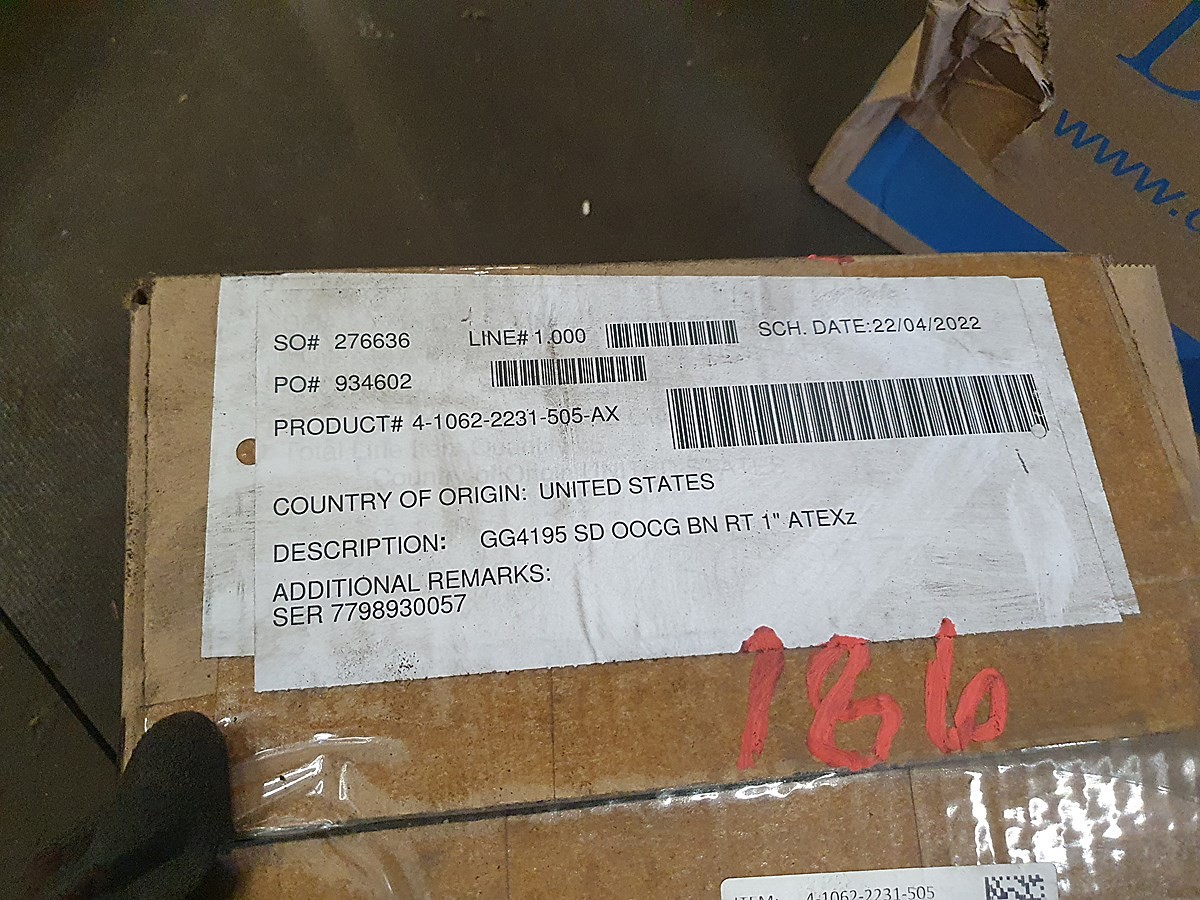 www.
SO# 276636 LINE# 1.000 SCH. DATE:22/04/2022
PO# 934602
PRODUCT# 4-1062-2231-505-AX
COUNTRY OF ORIGIN: UNITED STATES
DESCRIPTION: GG4195 SD OOCG BN RT 1" ATEXz
ADDITIONAL REMARKS:
SER 7798930057
186
ITEM: 4-1062-2231-505